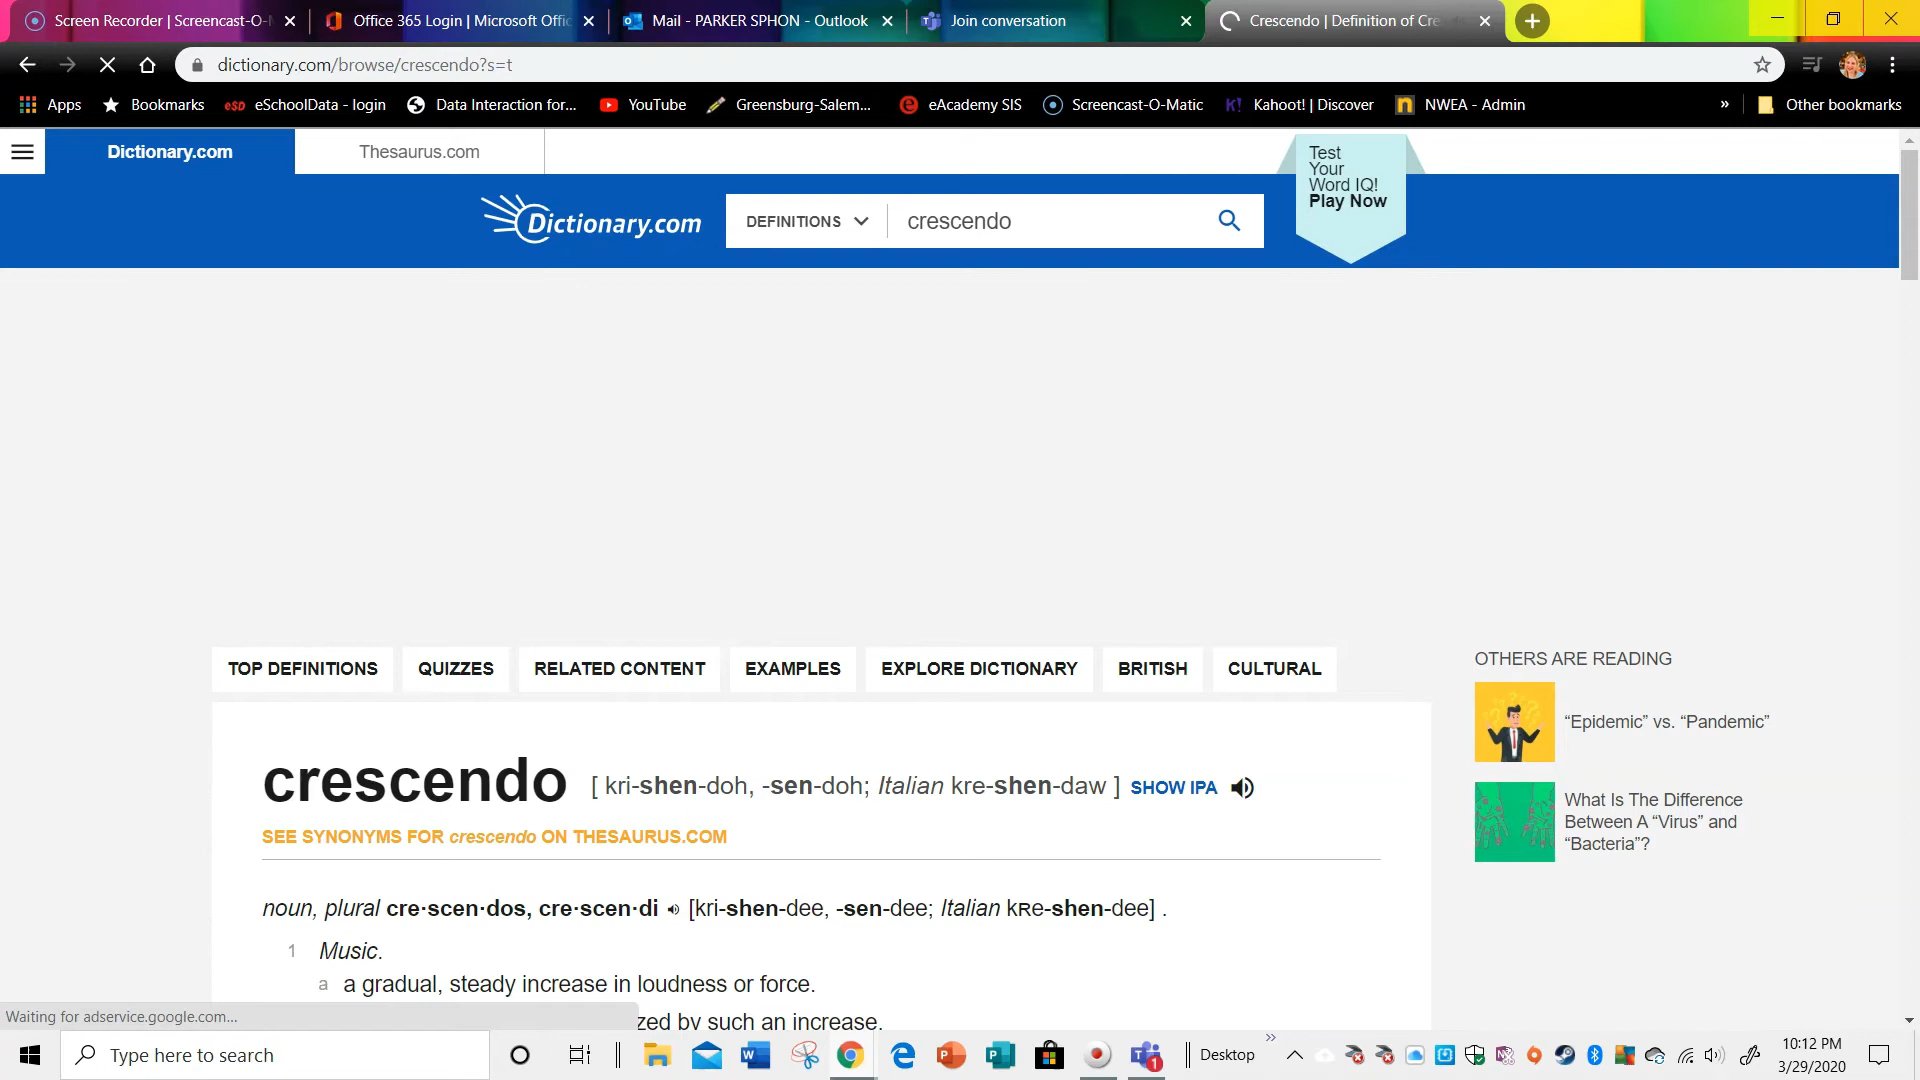 Screen Recorder | Screencast-O-
Office 365 Login | Microsoft Offic
Mail - PARKER SPHON - Outlook
Join conversation
Crescendo | Definition of Cre
dictionary.com/browse/crescendo?s=t
Apps
Bookmarks
eSD eSchoolData - login
Data Interaction for...
YouTube
Greensburg-Salem...
eAcademy SIS
Screencast-O-Matic
K! Kahoot! | Discover
NWEA - Admin
»
Other bookmarks
Dictionary.com
Thesaurus.com
Test
Your
Word IQ!
Play Now
Dictionary.com
DEFINITIONS
crescendo
TOP DEFINITIONS
QUIZZES
RELATED CONTENT
EXAMPLES
EXPLORE DICTIONARY
BRITISH
CULTURAL
OTHERS ARE READING
“Epidemic” vs. “Pandemic”
What Is The Difference
Between A “Virus” and
“Bacteria”?
crescendo [ kri-shen-doh, -sen-doh; Italian kre-shen-daw ] SHOW IPA
SEE SYNONYMS FOR crescendo ON THESAURUS.COM
noun, plural cre·scen·dos, cre·scen·di [kri-shen-dee, -sen-dee; Italian kRe-shen-dee] .
1 Music.
a a gradual, steady increase in loudness or force.
zed by such an increase.
Waiting for adservice.google.com...
Type here to search
Desktop
»
10:12 PM
3/29/2020